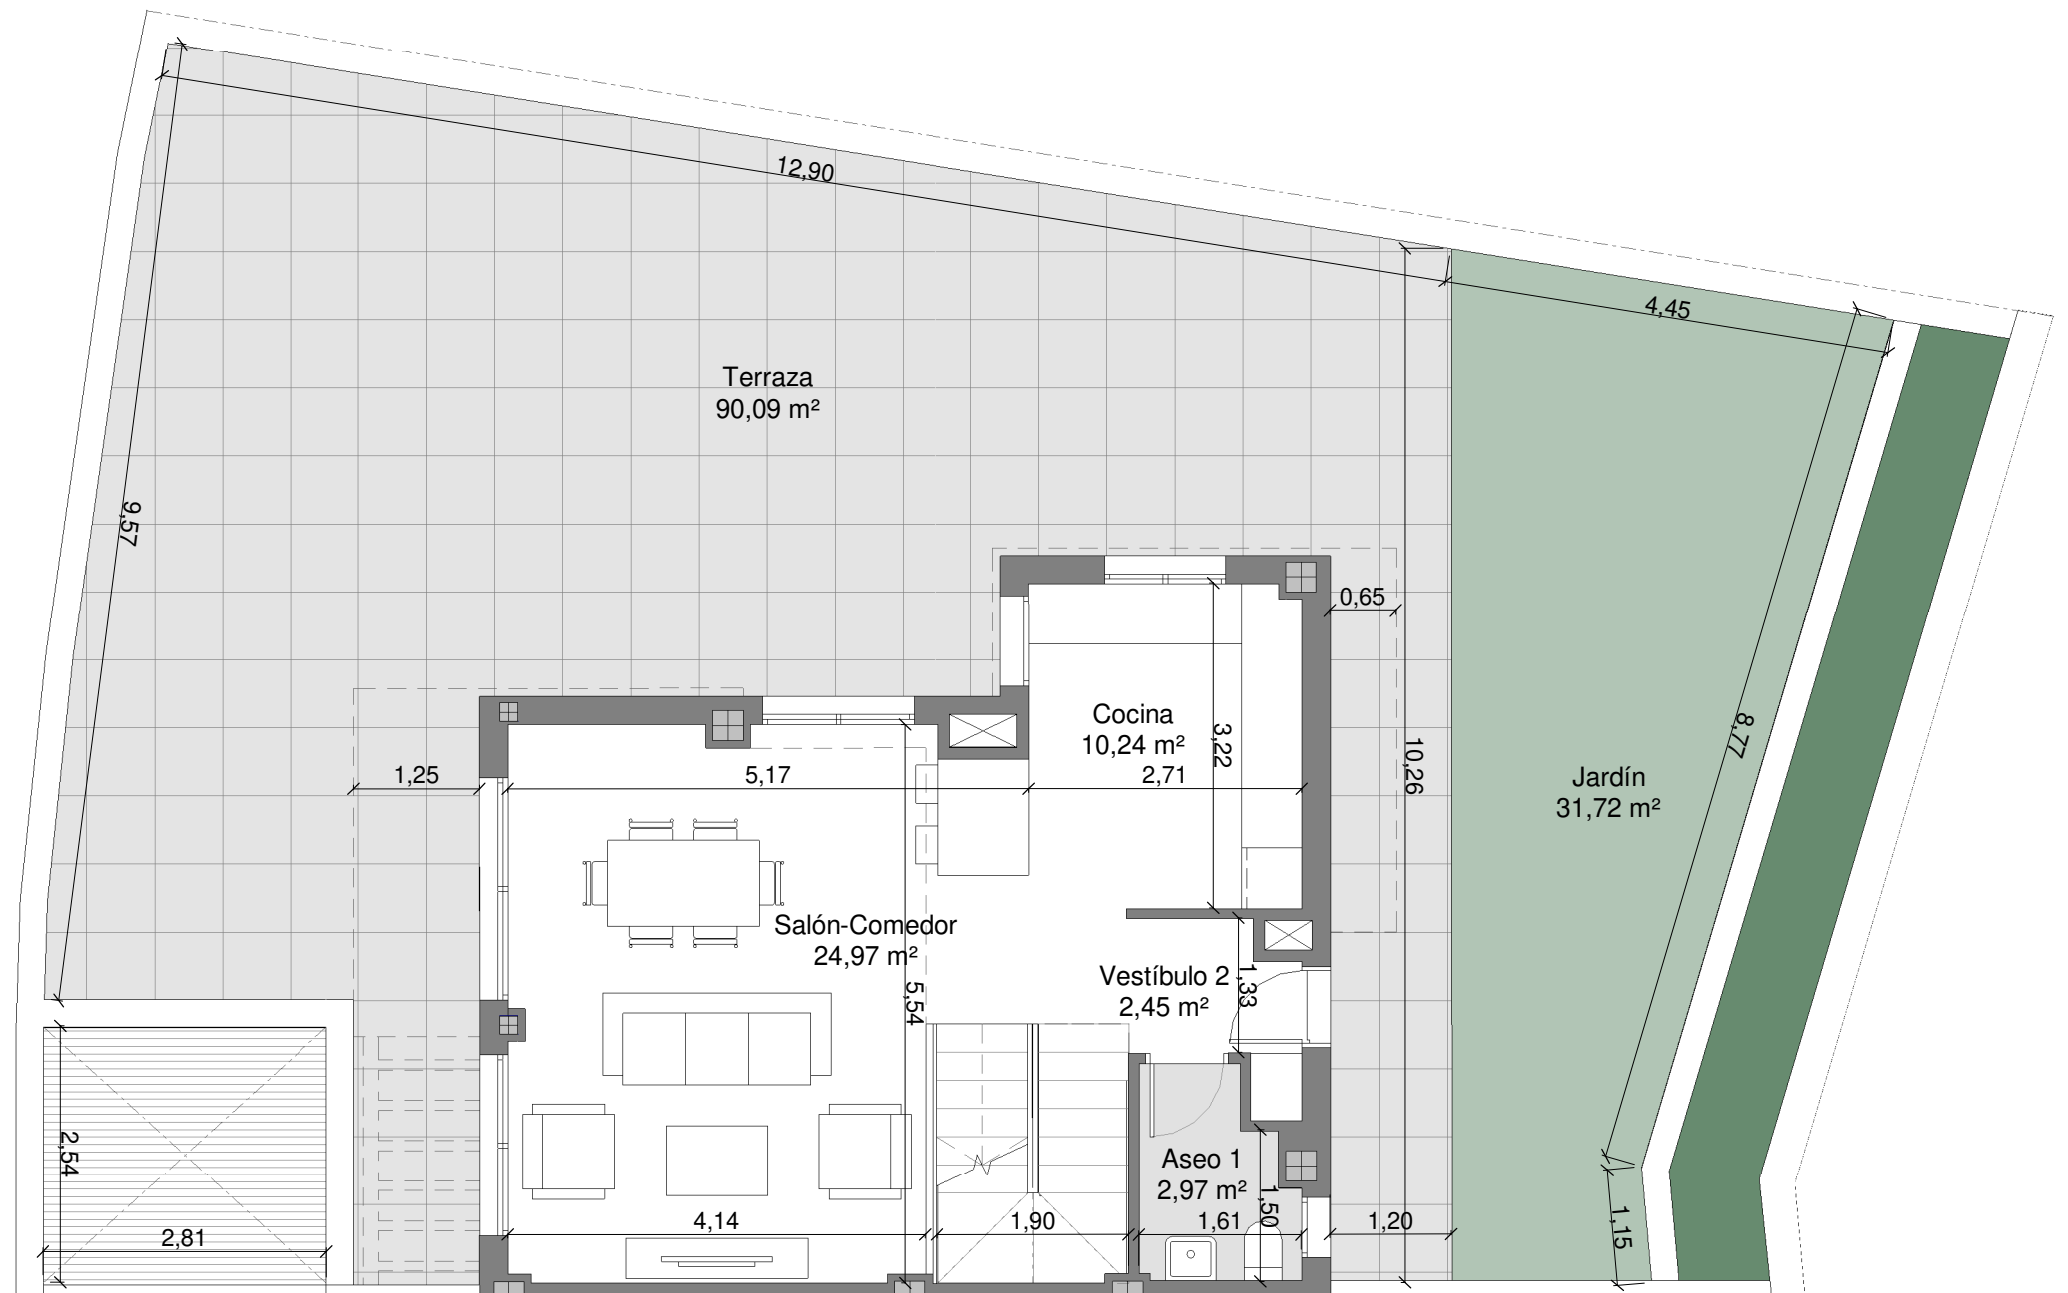 12,90
4,45
Terraza
90,09 m²
9,57
0,65
Cocina
10,24 m²
3,22
8,77
10,26
1,25
5,17
2,71
Jardín
31,72 m²
Salón-Comedor
24,97 m²
Vestíbulo 2
2,45 m²
1,33
5,54
2,54
Aseo 1
2,97 m²
1,50
1,15
2,81
4,14
1,90
1,61
1,20